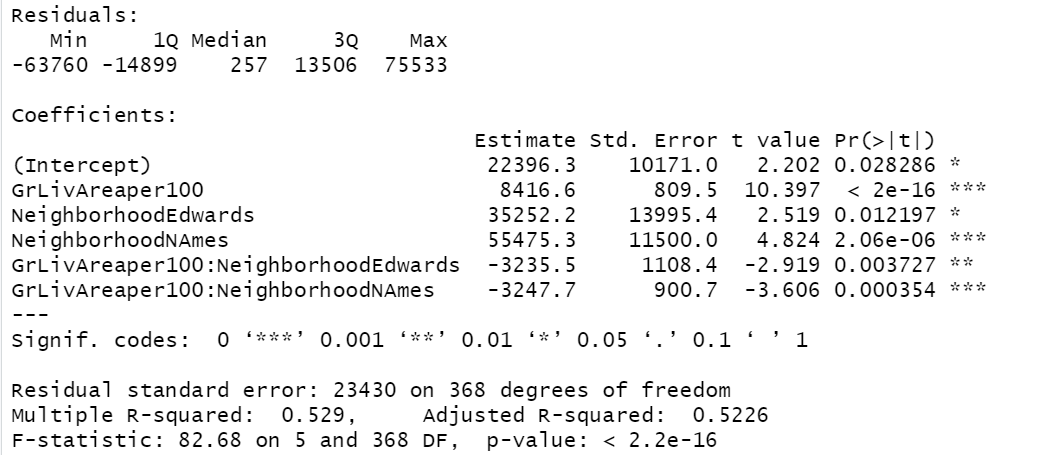 Residuals:
   Min     1Q Median     3Q    Max
-63760 -14899    257  13506  75533
Coefficients:
                                 Estimate Std. Error t value Pr(>|t|)
(Intercept)                       22396.3    10171.0   2.202 0.028286 *
GrLivAreaper100                    8416.6      809.5  10.397  < 2e-16 ***
NeighborhoodEdwards               35252.2    13995.4   2.519 0.012197 *
NeighborhoodNAmes                 55475.3    11500.0   4.824 2.06e-06 ***
GrLivAreaper100:NeighborhoodEdwards  -3235.5     1108.4  -2.919 0.003727 **
GrLivAreaper100:NeighborhoodNAmes    -3247.7      900.7  -3.606 0.000354 ***
---
Signif. codes:  0 ‘***’ 0.001 ‘**’ 0.01 ‘*’ 0.05 ‘.’ 0.1 ‘ ’ 1
Residual standard error: 23430 on 368 degrees of freedom
Multiple R-squared:  0.529,	Adjusted R-squared:  0.5226
F-statistic: 82.68 on 5 and 368 DF,  p-value: < 2.2e-16